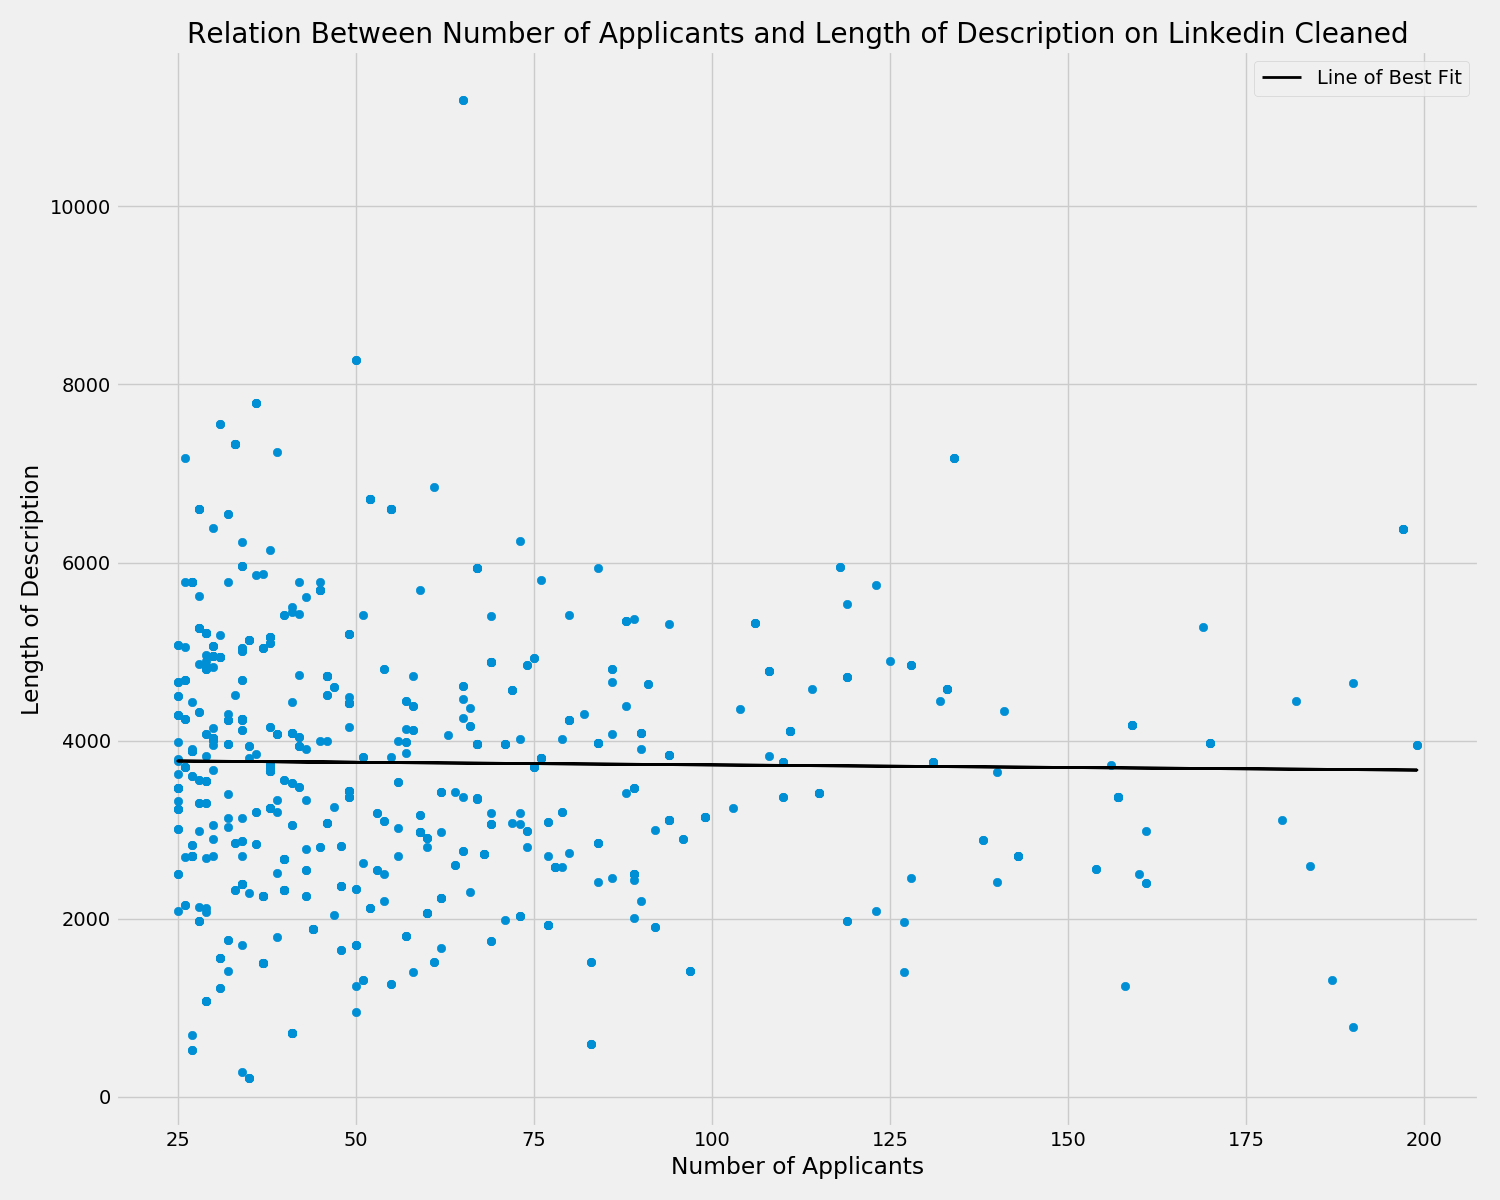 Relation Between Number of Applicants and Length of Description on Linkedin Cleaned
Line of Best Fit
Length of Description
10000
8000
6000
4000
2000
0
25 50 75 100 125 150 175 200
Number of Applicants